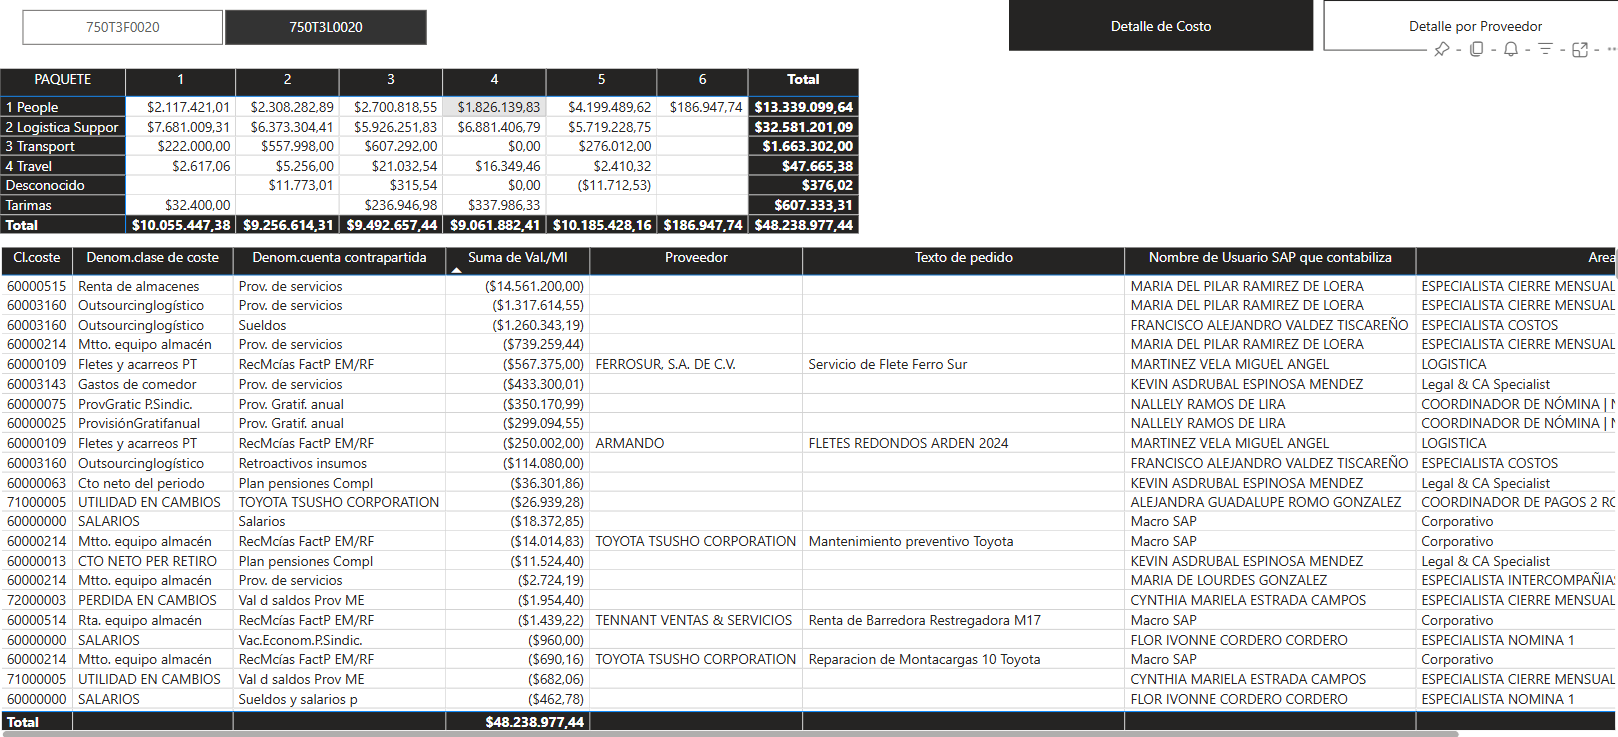 750T3F0020 750T3L0020 Detalle de Costo Detalle por Proveedor
PAQUETE 1 2 3 4 5 6 Total
1 People $2.117.421,01 $2.308.282,89 $2.700.818,55 $1.826.139,83 $4.199.489,62 $186.947,74 $13.339.099,64
2 Logistica Suppor $7.681.009,31 $6.373.304,41 $5.926.251,83 $6.881.406,79 $5.719.228,75 $32.581.201,09
3 Transport $222.000,00 $557.998,00 $607.292,00 $0,00 $276.012,00 $1.663.302,00
4 Travel $2.617,06 $5.256,00 $21.032,54 $16.349,46 $2.410,32 $47.665,38
Desconocido $11.773,01 $315,54 $0,00 ($11.712,53) $376,02
Tarimas $32.400,00 $236.946,98 $337.986,33 $607.333,31
Total $10.055.447,38 $9.256.614,31 $9.492.657,44 $9.061.882,41 $10.185.428,16 $186.947,74 $48.238.977,44
Cl.coste Denom.clase de coste Denom.cuenta contrapartida Suma de Val./MI Proveedor Texto de pedido Nombre de Usuario SAP que contabiliza Area
60000515 Renta de almacenes Prov. de servicios ($14.561.200,00) MARIA DEL PILAR RAMIREZ DE LOERA ESPECIALISTA CIERRE MENSUAL
60003160 Outsourcinglogístico Prov. de servicios ($1.317.614,55) MARIA DEL PILAR RAMIREZ DE LOERA ESPECIALISTA CIERRE MENSUAL
60003160 Outsourcinglogístico Sueldos ($1.260.343,19) FRANCISCO ALEJANDRO VALDEZ TISCAREÑO ESPECIALISTA COSTOS
60000214 Mtto. equipo almacén Prov. de servicios ($739.259,44) MARIA DEL PILAR RAMIREZ DE LOERA ESPECIALISTA CIERRE MENSUAL
60000109 Fletes y acarreos PT RecMcías FactP EM/RF ($567.375,00) FERROSUR, S.A. DE C.V. Servicio de Flete Ferro Sur MARTINEZ VELA MIGUEL ANGEL LOGISTICA
60003143 Gastos de comedor Prov. de servicios ($433.300,01) KEVIN ASDRUBAL ESPINOSA MENDEZ Legal & CA Specialist
60000075 ProvGratic P.Sindic. Prov. Gratif. anual ($350.170,99) NALLELY RAMOS DE LIRA COORDINADOR DE NÓMINA | N
60000025 ProvisiónGratifanual Prov. Gratif. anual ($299.094,55) NALLELY RAMOS DE LIRA COORDINADOR DE NÓMINA | N
60000109 Fletes y acarreos PT RecMcías FactP EM/RF ($250.002,00) ARMANDO FLETES REDONDOS ARDEN 2024 MARTINEZ VELA MIGUEL ANGEL LOGISTICA
60003160 Outsourcinglogístico Retroactivos insumos ($114.080,00) FRANCISCO ALEJANDRO VALDEZ TISCAREÑO ESPECIALISTA COSTOS
60000063 Cto neto del periodo Plan pensiones Compl ($36.301,86) KEVIN ASDRUBAL ESPINOSA MENDEZ Legal & CA Specialist
71000005 UTILIDAD EN CAMBIOS TOYOTA TSUSHO CORPORATION ($26.939,28) ALEJANDRA GUADALUPE ROMO GONZALEZ COORDINADOR DE PAGOS 2 RO
60000000 SALARIOS Salarios ($18.372,85) Macro SAP Corporativo
60000214 Mtto. equipo almacén RecMcías FactP EM/RF ($14.014,83) TOYOTA TSUSHO CORPORATION Mantenimiento preventivo Toyota Macro SAP Corporativo
60000013 CTO NETO PER RETIRO Plan pensiones Compl ($11.524,40) KEVIN ASDRUBAL ESPINOSA MENDEZ Legal & CA Specialist
60000214 Mtto. equipo almacén Prov. de servicios ($2.724,19) MARIA DE LOURDES GONZALEZ ESPECIALISTA INTERCOMPAÑIA
72000003 PERDIDA EN CAMBIOS Val d saldos Prov ME ($1.954,40) CYNTHIA MARIELA ESTRADA CAMPOS ESPECIALISTA CIERRE MENSUAL
60000514 Rta. equipo almacén RecMcías FactP EM/RF ($1.439,22) TENNANT VENTAS & SERVICIOS Renta de Barredora Restregadora M17 Macro SAP Corporativo
60000000 SALARIOS Vac.Econom.P.Sindic. ($960,00) FLOR IVONNE CORDERO CORDERO ESPECIALISTA NOMINA 1
60000214 Mtto. equipo almacén RecMcías FactP EM/RF ($690,16) TOYOTA TSUSHO CORPORATION Reparacion de Montacargas 10 Toyota Macro SAP Corporativo
71000005 UTILIDAD EN CAMBIOS Val d saldos Prov ME ($682,06) CYNTHIA MARIELA ESTRADA CAMPOS ESPECIALISTA CIERRE MENSUAL
60000000 SALARIOS Sueldos y salarios p ($462,78) FLOR IVONNE CORDERO CORDERO ESPECIALISTA NOMINA 1
Total $48.238.977,44